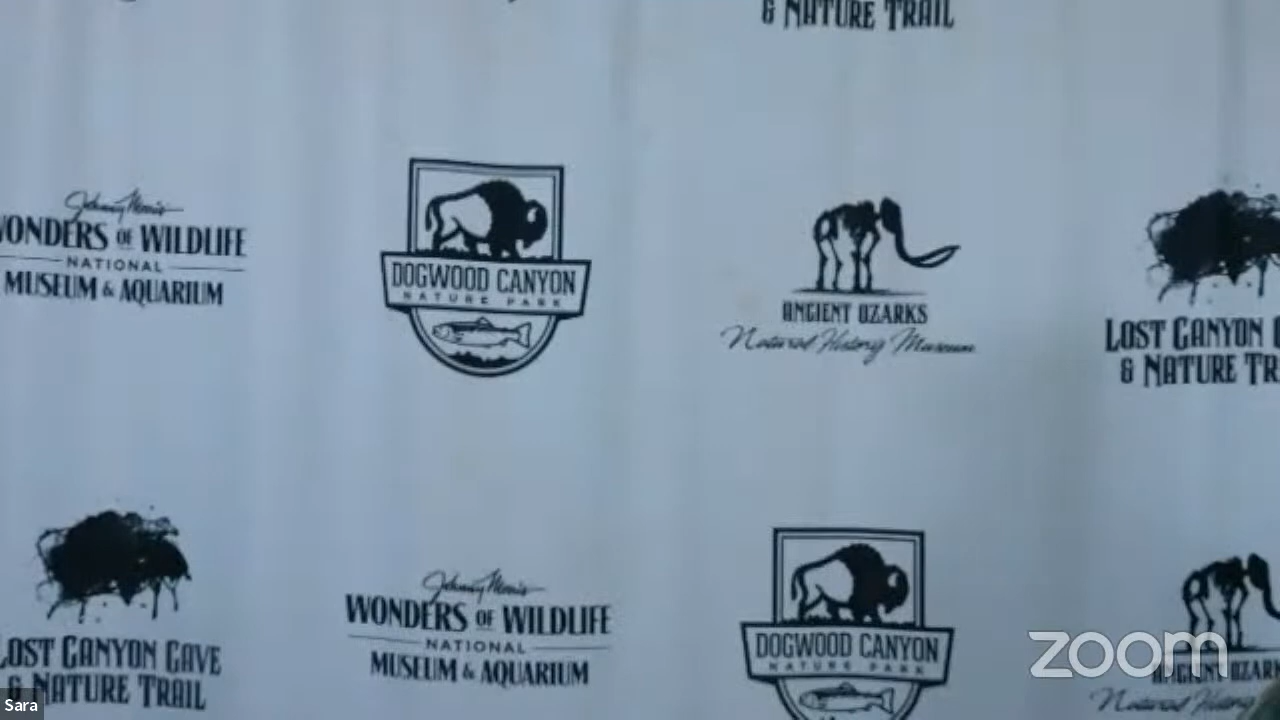 & NATURE TRAIL
Johnny Morris
WONDERS OF WILDLIFE
NATIONAL
MUSEUM & AQUARIUM
DOGWOOD CANYON
NATURE PARK
ANCIENT OZARKS
Natural History Museum
LOST CANYON
& NATURE
LOST CANYON CAVE
& NATURE TRAIL
Johnny Morris
WONDERS OF WILDLIFE
NATIONAL
MUSEUM & AQUARIUM
DOGWOOD CANYON
NATURE PARK
ANCIENT
Natural
zoom
Sara